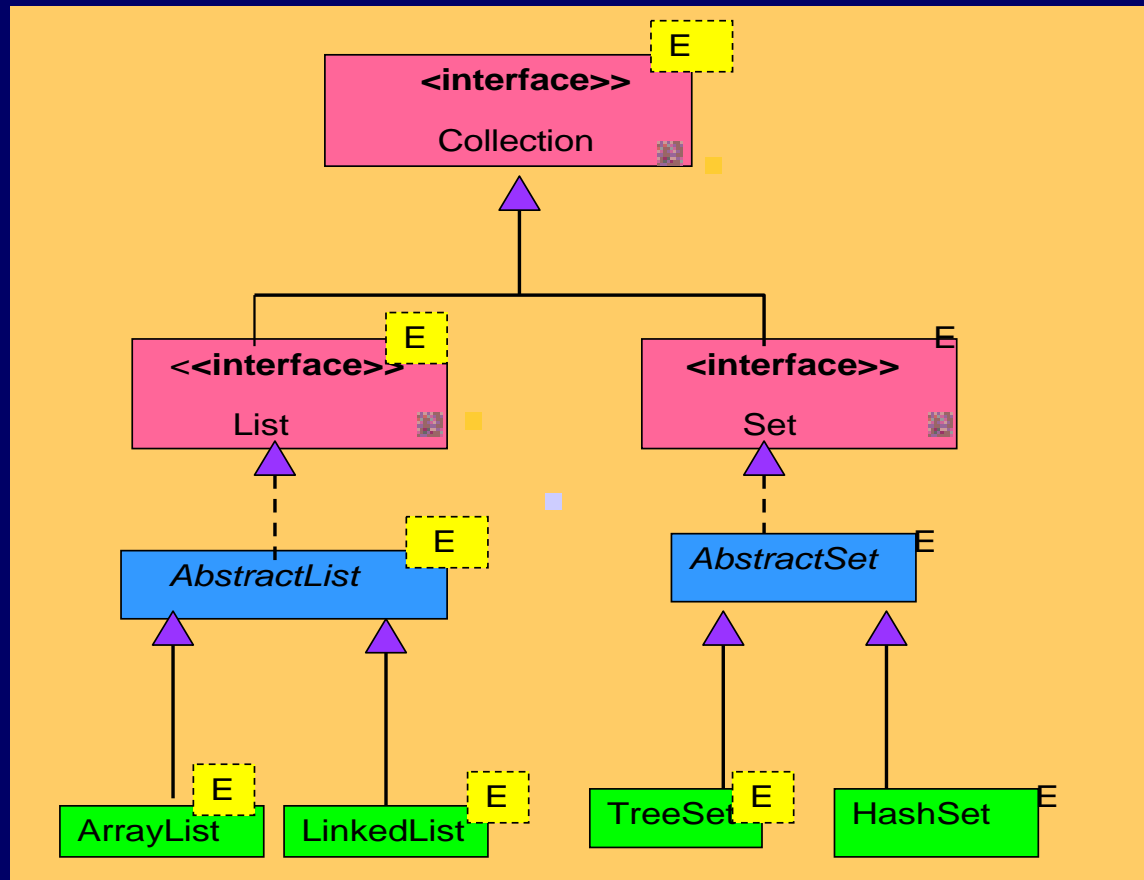 E
<interface>>
Collection
E
E
<<interface>>
<interface>>
List
Set
E
E
AbstractList
AbstractSet
E
E
E
E
ArrayList
LinkedList
TreeSet
HashSet